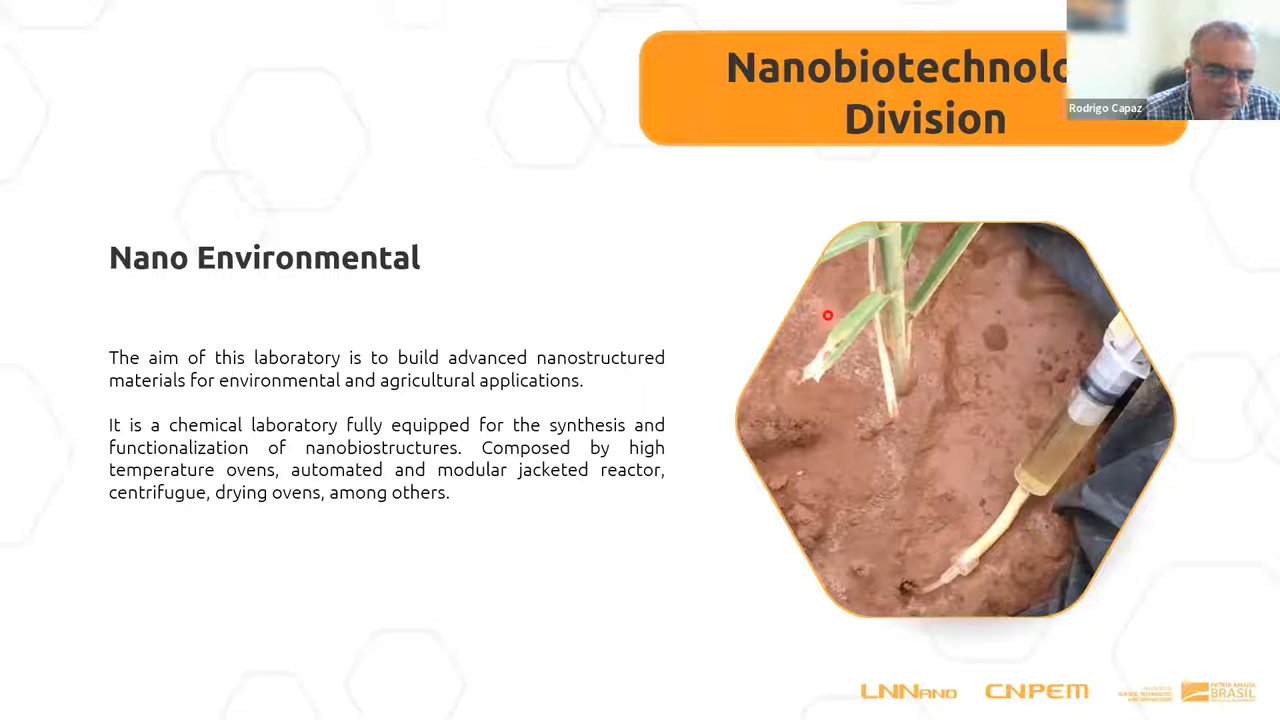 Nanobiotechnolo
Division
Rodrigo Capaz
Nano Environmental
The aim of this laboratory is to build advanced nanostructured
materials for environmental and agricultural applications.
It is a chemical laboratory fully equipped for the synthesis and
functionalization of nanobiostructures. Composed by high
temperature ovens, automated and modular jacketed reactor,
centrifugue, drying ovens, among others.
LNNANO
CNPEM
PÁTRIA AMADA
BRASIL